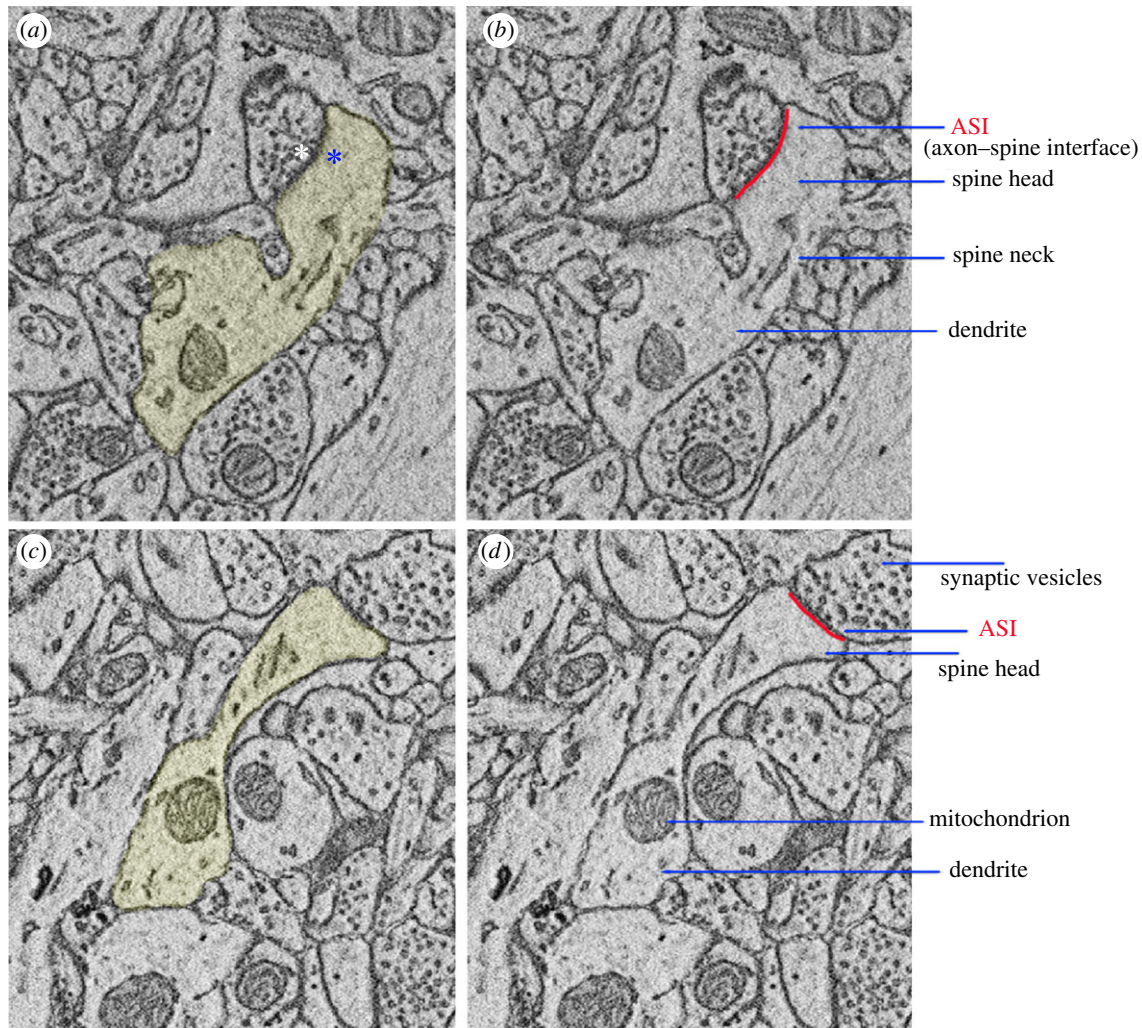 (a)
(b)
* *
ASI
(axon–spine interface)
spine head
spine neck
dendrite
(c)
(d)
synaptic vesicles
ASI
spine head
mitochondrion
dendrite